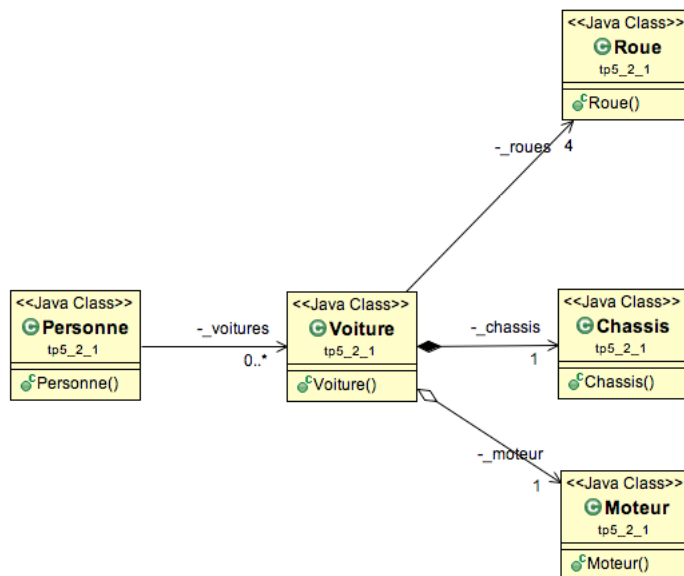 <<Java Class>>
Roue
tp5_2_1
Roue()
-_roues
4
<<Java Class>>
Personne
tp5_2_1
Personne()
-_voitures
0..*
<<Java Class>>
Voiture
tp5_2_1
Voiture()
-_chassis
1
<<Java Class>>
Chassis
tp5_2_1
Chassis()
-_moteur
1
<<Java Class>>
Moteur
tp5_2_1
Moteur()